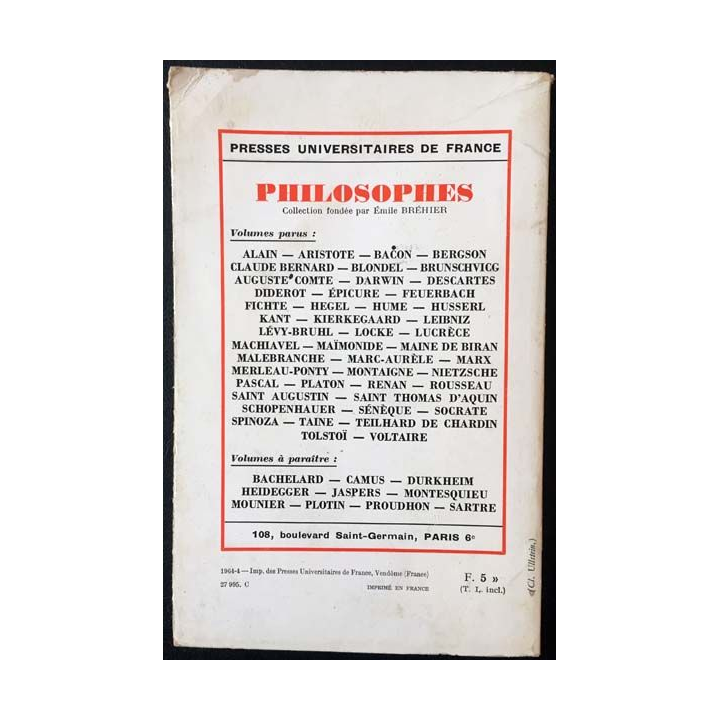 PRESSES UNIVERSITAIRES DE FRANCE
PHILOSOPHES
Collection fondée par Émile BRÉHIER
Volumes parus :
ALAIN — ARISTOTE — BACON — BERGSON
CLAUDE BERNARD — BLONDEL — BRUNSCHVICG
AUGUSTE COMTE — DARWIN — DESCARTES
DIDEROT — ÉPICURE — FEUERBACH
FICHTE — HEGEL — HUME — HUSSERL
KANT — KIERKEGAARD — LEIBNIZ
LÉVY-BRUHL — LOCKE — LUCRÈCE
MACHIAVEL — MAÏMONIDE — MAINE DE BIRAN
MALEBRANCHE — MARC-AURÈLE — MARX
MERLEAU-PONTY — MONTAIGNE — NIETZSCHE
PASCAL — PLATON — RENAN — ROUSSEAU
SAINT AUGUSTIN — SAINT THOMAS D'AQUIN
SCHOPENHAUER — SÉNÈQUE — SOCRATE
SPINOZA — TAINE — TEILHARD DE CHARDIN
TOLSTOÏ — VOLTAIRE
Volumes à paraître :
BACHELARD — CAMUS — DURKHEIM
HEIDEGGER — JASPERS — MONTESQUIEU
MOUNIER — PLOTIN — PROUDHON — SARTRE
108, boulevard Saint-Germain, PARIS 6e
1964-4 — Imp. des Presses Universitaires de France, Vendôme (France)
27 995. C
IMPRIMÉ EN FRANCE
F. 5 »
(T. L. incl.)
(Cl. Ullstein.)